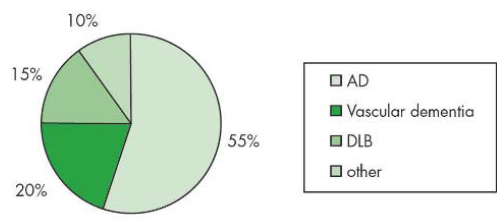 10%
15%
55%
20%
AD
Vascular dementia
DLB
other